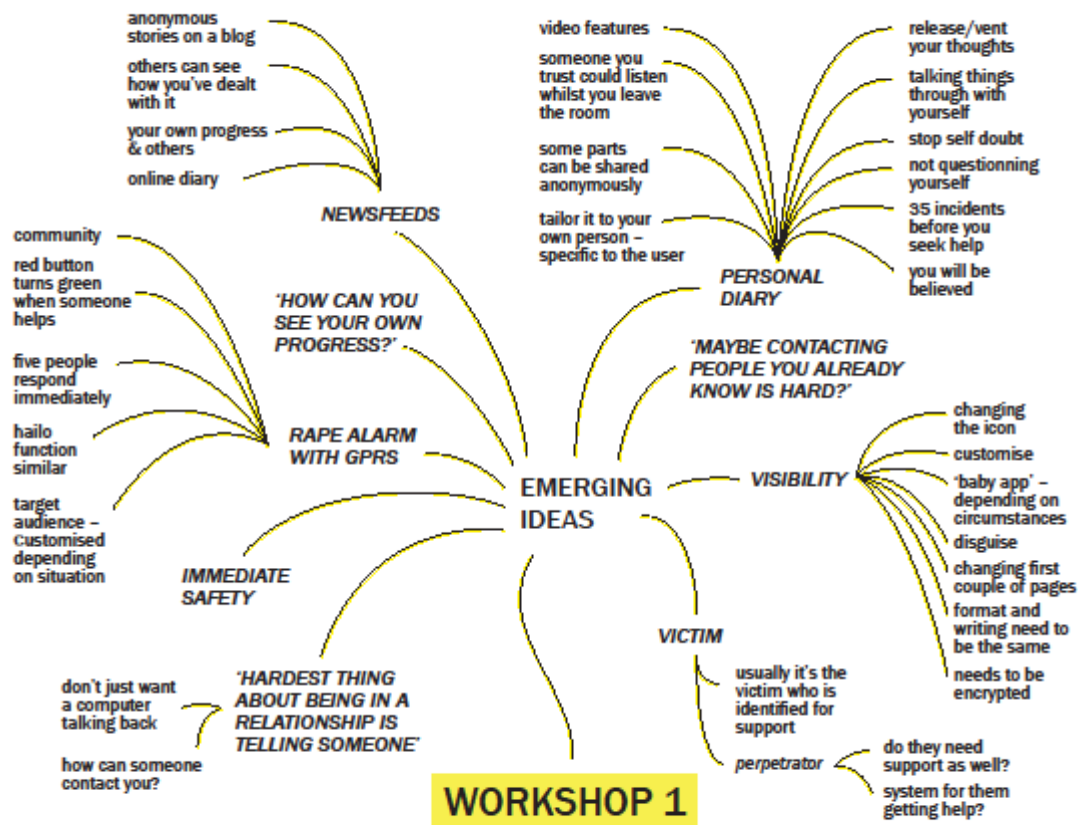 anonymous
stories on a blog
others can see
how you've dealt
with it
your own progress
& others
online diary
NEWSFEEDS
video features
someone you
trust could listen
whilst you leave
the room
some parts
can be shared
anonymously
tailor it to your
own person –
specific to the user
release/vent
your thoughts
talking things
through with
yourself
stop self doubt
not questionning
yourself
35 incidents
before you
seek help
you will be
believed
PERSONAL
DIARY
community
red button
turns green
when someone
helps
five people
respond
immediately
hailo
function
similar
target
audience –
Customised
depending
on situation
'HOW CAN YOU
SEE YOUR OWN
PROGRESS?'
RAPE ALARM
WITH GPRS
'MAYBE CONTACTING
PEOPLE YOU ALREADY
KNOW IS HARD?'
EMERGING
IDEAS
VISIBILITY
changing
the icon
customise
'baby app' –
depending on
circumstances
disguise
changing first
couple of pages
format and
writing need to
be the same
needs to be
encrypted
IMMEDIATE
SAFETY
VICTIM
usually it's the
victim who is
identified for
support
perpetrator
do they need
support as well?
system for them
getting help?
'HARDEST THING
ABOUT BEING IN A
RELATIONSHIP IS
TELLING SOMEONE'
don't just want
a computer
talking back
how can someone
contact you?
WORKSHOP 1